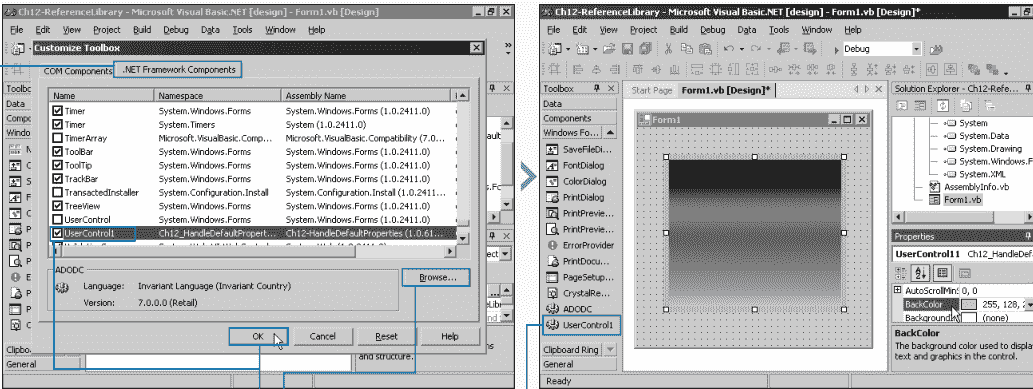 Ch12-ReferenceLibrary - Microsoft Visual Basic.NET [design] - Form1.vb [Design]
File Edit View Project Build Debug Data Tools Window Help
Customize Toolbox
COM Components .NET Framework Components
Name Namespace Assembly Name
Timer System.Windows.Forms System.Windows.Forms (1.0.2411.0)
Timer System.Timers System (1.0.2411.0)
TimerArray Microsoft.VisualBasic.Comp... Microsoft.VisualBasic.Compatibility (7.0...
ToolBar System.Windows.Forms System.Windows.Forms (1.0.2411.0)
ToolTip System.Windows.Forms System.Windows.Forms (1.0.2411.0)
TrackBar System.Windows.Forms System.Windows.Forms (1.0.2411.0)
TransactedInstaller System.Configuration.Install System.Configuration.Install (1.0.2411...
TreeView System.Windows.Forms System.Windows.Forms (1.0.2411.0)
UserControl System.Windows.Forms System.Windows.Forms (1.0.2411.0)
UserControl1 Ch12_HandleDefaultPropert... Ch12-HandleDefaultProperties (1.0.61...
ADODC
Language: Invariant Language (Invariant Country)
Version: 7.0.0.0 (Retail)
Browse...
OK Cancel Reset Help
Toolbo
Data
Compo
Windo
Clipbo
General
and structure.
Ch12-ReferenceLibrary - Microsoft Visual Basic.NET [design] - Form1.vb [Design]*
File Edit View Project Build Debug Data Tools Window Help
Debug
Toolbox
Data
Components
Windows Fo...
SaveFileDi...
FontDialog
ColorDialog
PrintDialog
PrintPrevie...
PrintPrevie...
ErrorProvider
PrintDocu...
PageSetup...
CrystalRe...
ADODC
UserControl1
Clipboard Ring
General
Ready
Start Page Form1.vb [Design]*
Form1
Solution Explorer - Ch12-Refe...
System
System.Data
System.Drawing
System.Windows.F
System.XML
AssemblyInfo.vb
Form1.vb
Properties
UserControl11 Ch12_HandleDef
AutoScrollMin: 0, 0
BackColor 255, 128, 
BackgroundI (none)
BackColor
The background color used to displa
text and graphics in the control.